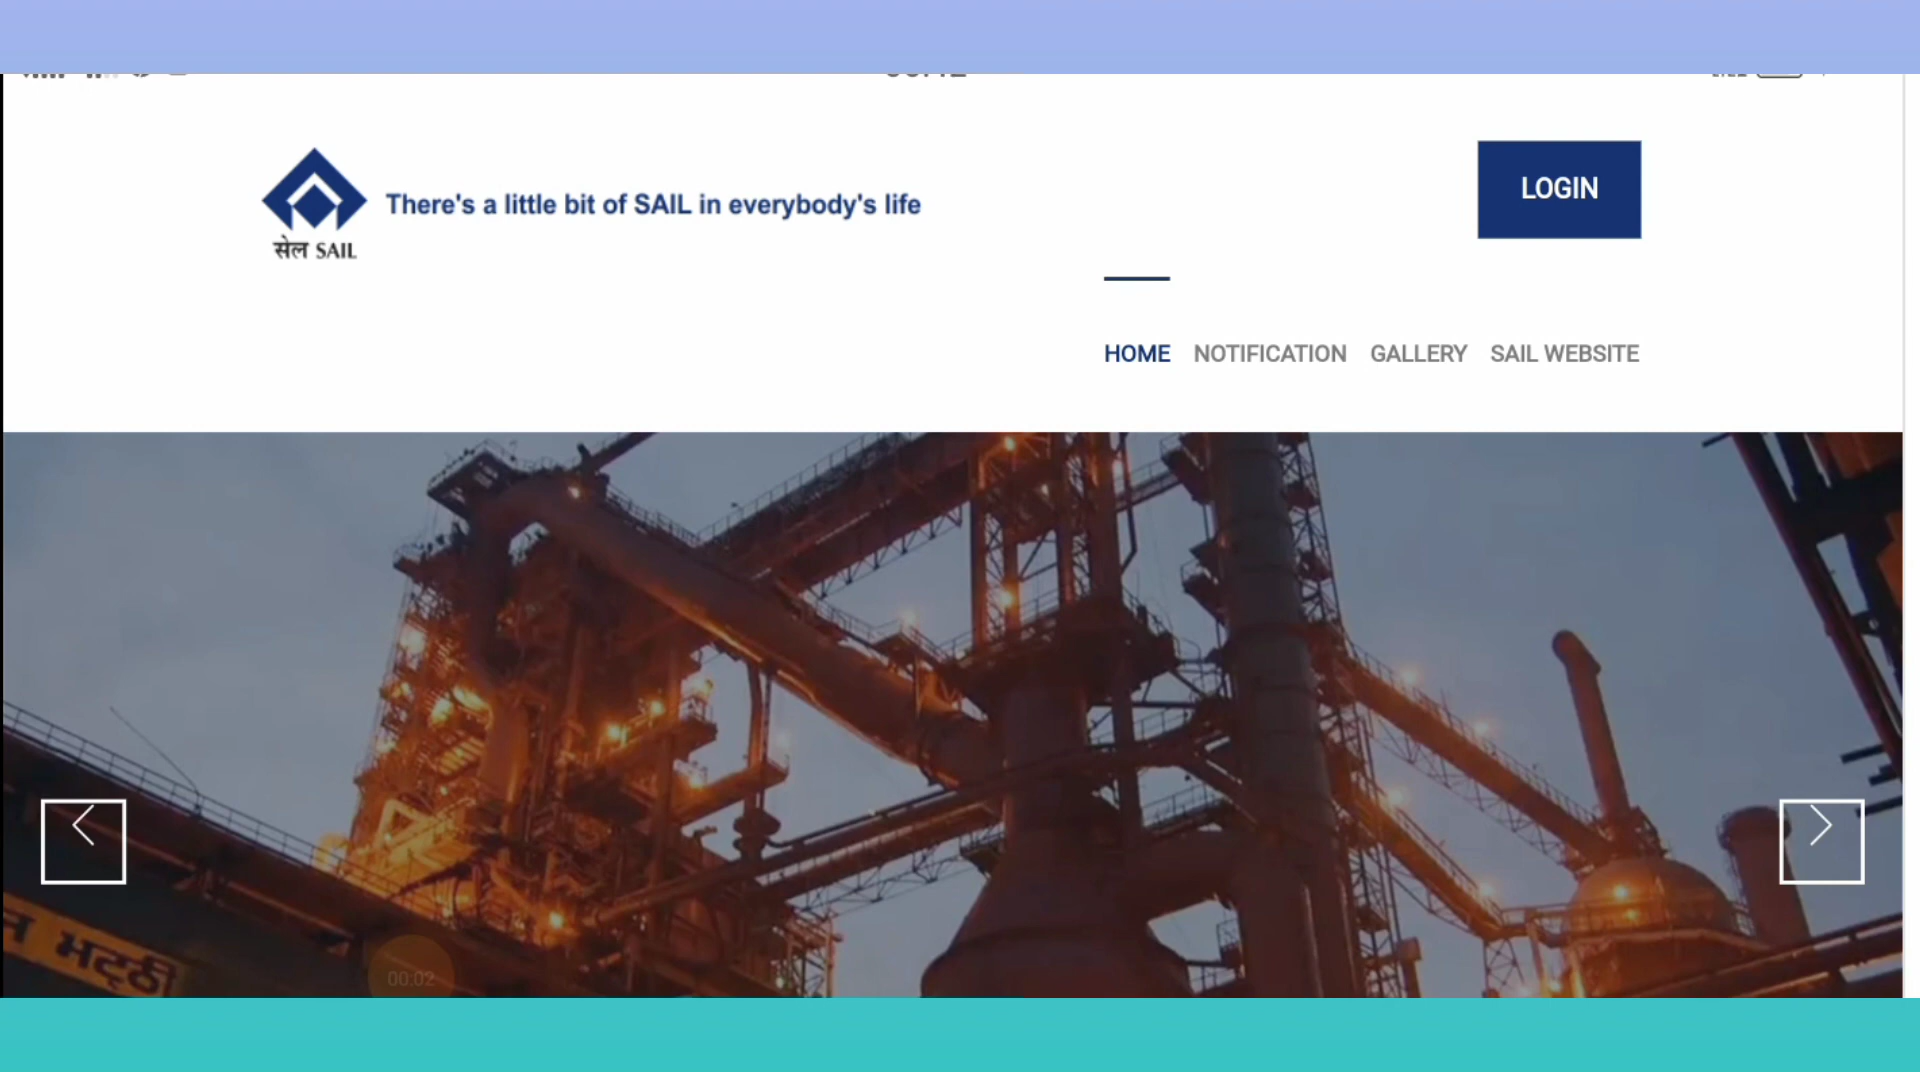 There's a little bit of SAIL in everybody's life
सेल SAIL
LOGIN
HOME NOTIFICATION GALLERY SAIL WEBSITE
भट्ठी
00:02